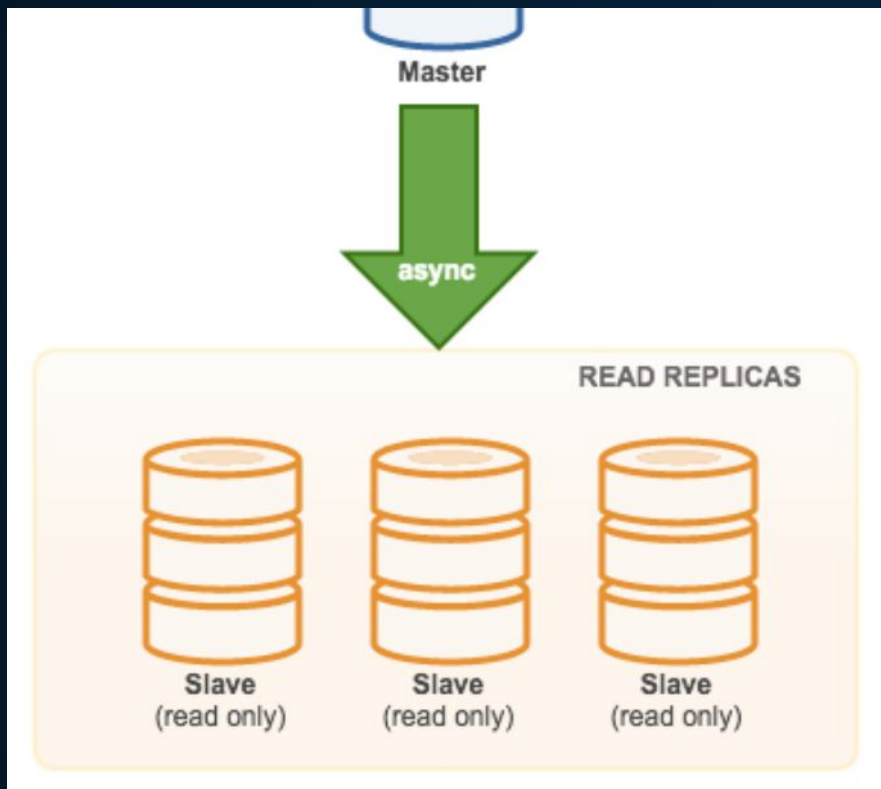 Master
async
READ REPLICAS
Slave
(read only)
Slave
(read only)
Slave
(read only)